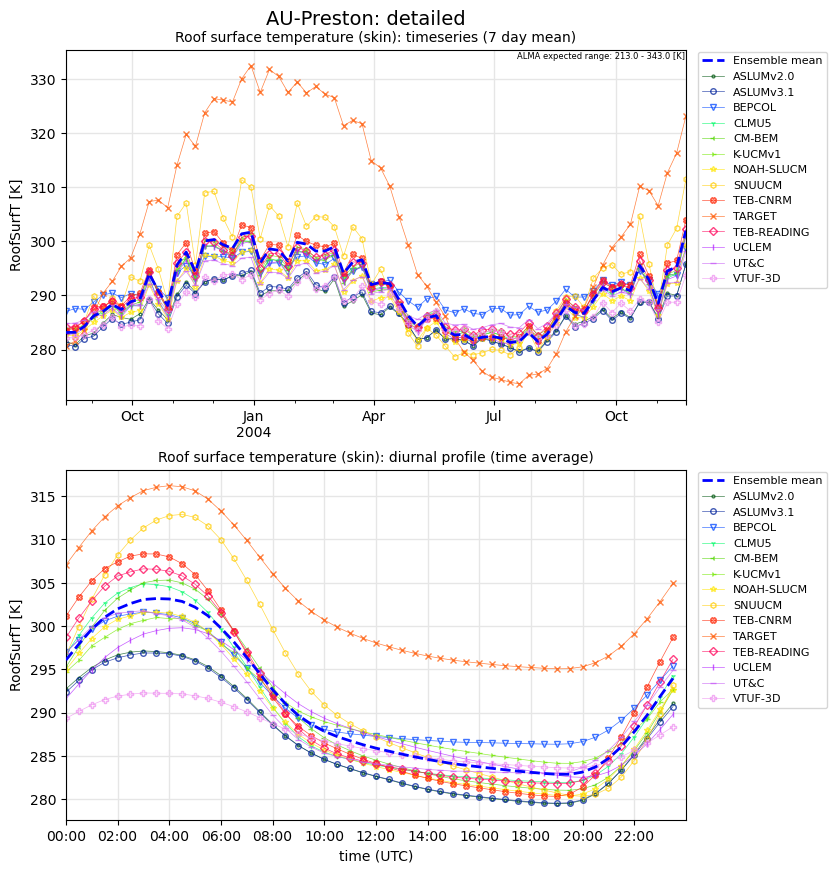 AU-Preston: detailed
Roof surface temperature (skin): timeseries (7 day mean)
ALMA expected range: 213.0 - 343.0 [K]
RoofSurfT [K]
330
320
310
300
290
280
Oct
Jan
2004
Apr
Jul
Oct
Ensemble mean
ASLUMv2.0
ASLUMv3.1
BEPCOL
CLMU5
CM-BEM
K-UCMv1
NOAH-SLUCM
SNUUCM
TEB-CNRM
TARGET
TEB-READING
UCLEM
UT&C
VTUF-3D
Roof surface temperature (skin): diurnal profile (time average)
RoofSurfT [K]
315
310
305
300
295
290
285
280
00:00
02:00
04:00
06:00
08:00
10:00
12:00
14:00
16:00
18:00
20:00
22:00
time (UTC)
Ensemble mean
ASLUMv2.0
ASLUMv3.1
BEPCOL
CLMU5
CM-BEM
K-UCMv1
NOAH-SLUCM
SNUUCM
TEB-CNRM
TARGET
TEB-READING
UCLEM
UT&C
VTUF-3D